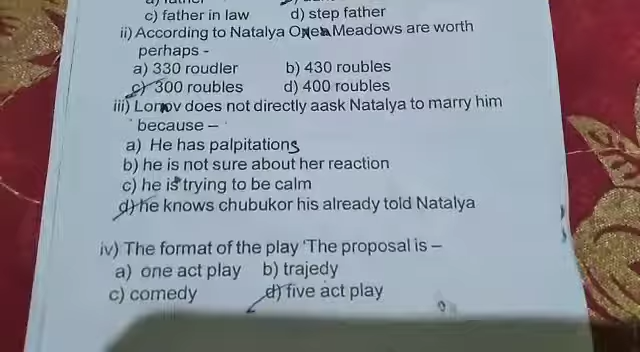 c) father in law d) step father
ii) According to Natalya Oxen Meadows are worth
perhaps -
a) 330 roudler b) 430 roubles
c) 300 roubles d) 400 roubles
iii) Lomov does not directly aask Natalya to marry him
because –
a) He has palpitations
b) he is not sure about her reaction
c) he is trying to be calm
d) he knows chubukor his already told Natalya
iv) The format of the play 'The proposal is –
a) one act play b) trajedy
c) comedy d) five act play